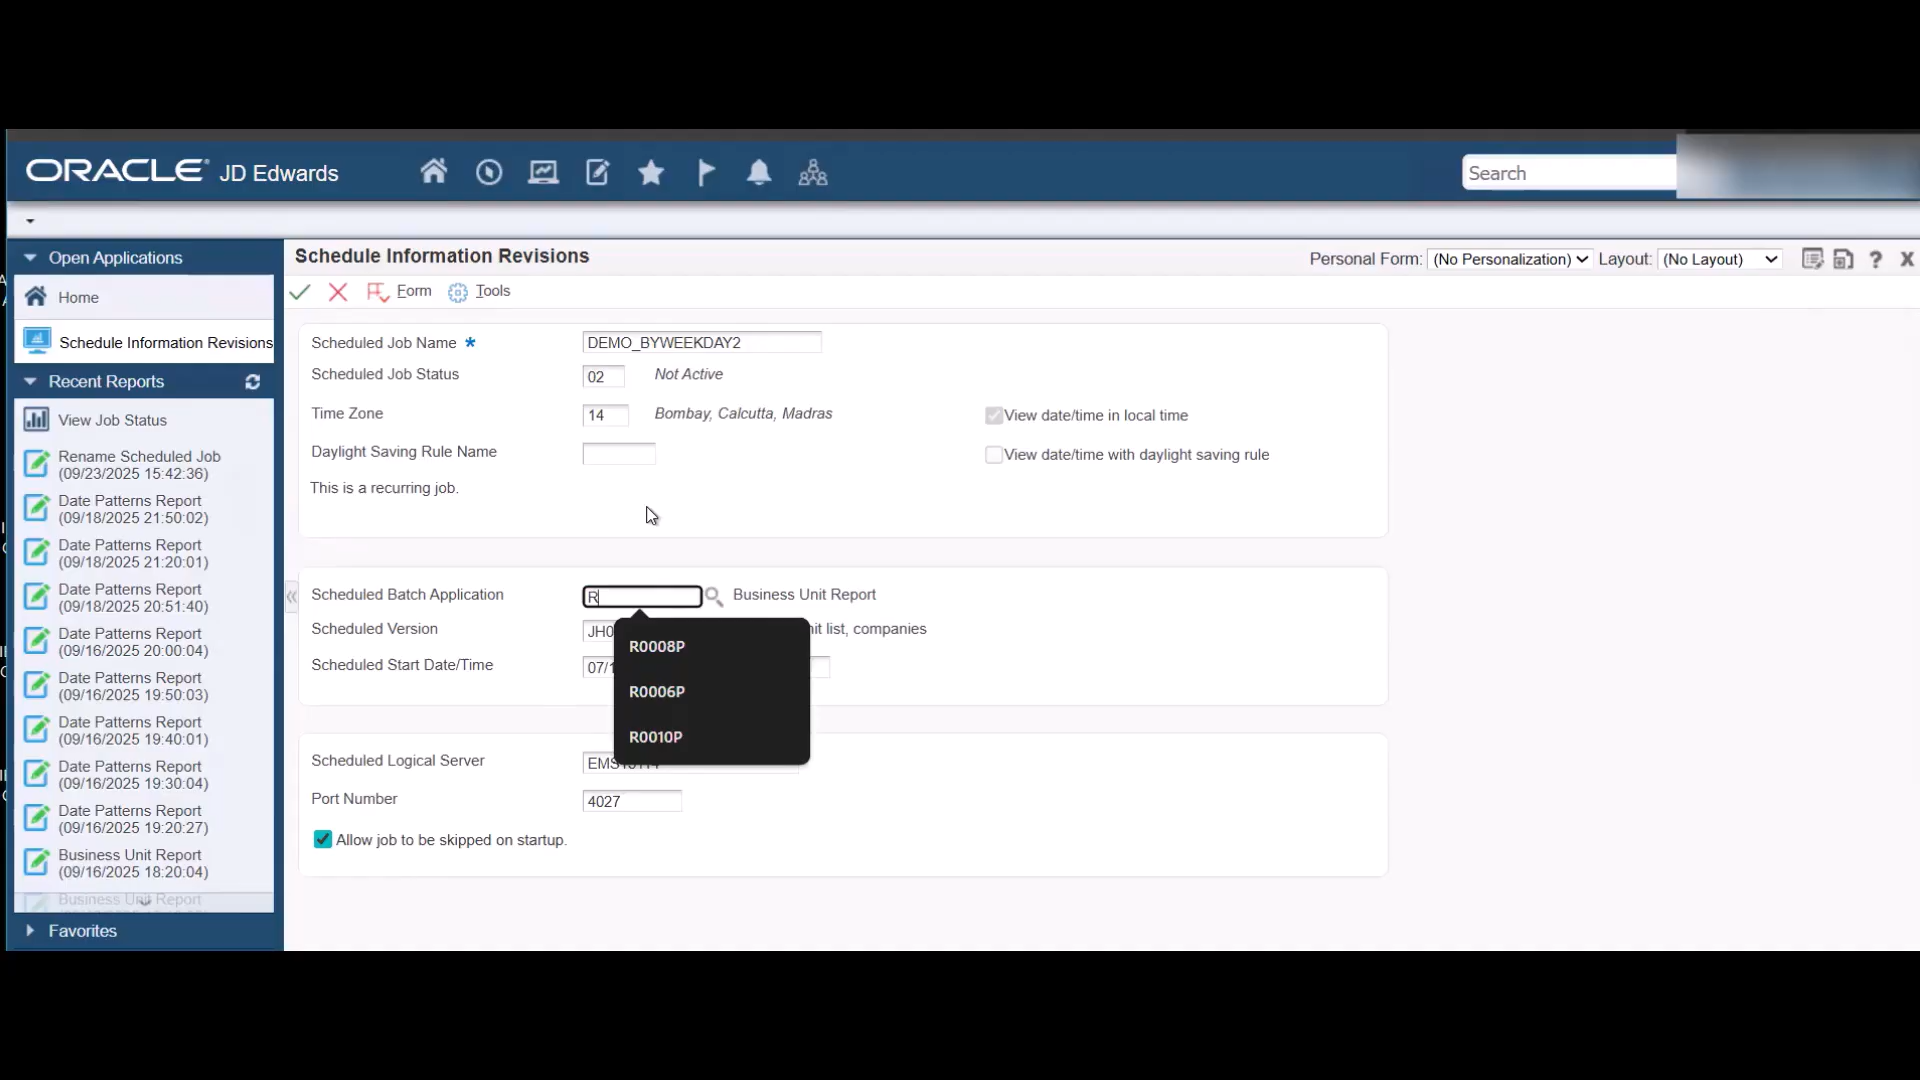 ORACLE JD Edwards
Search
Open Applications
Home
Schedule Information Revisions
Recent Reports
View Job Status
Rename Scheduled Job
(09/23/2025 15:42:36)
Date Patterns Report
(09/18/2025 21:50:02)
Date Patterns Report
(09/18/2025 21:20:01)
Date Patterns Report
(09/18/2025 20:51:40)
Date Patterns Report
(09/16/2025 20:00:04)
Date Patterns Report
(09/16/2025 19:50:03)
Date Patterns Report
(09/16/2025 19:40:01)
Date Patterns Report
(09/16/2025 19:30:04)
Date Patterns Report
(09/16/2025 19:20:27)
Business Unit Report
(09/16/2025 18:20:04)
Business Unit Report
Favorites
Schedule Information Revisions
Personal Form: (No Personalization) Layout: (No Layout)
Form Tools
Scheduled Job Name * DEMO_BYWEEKDAY2
Scheduled Job Status 02 Not Active
Time Zone 14 Bombay, Calcutta, Madras View date/time in local time
Daylight Saving Rule Name View date/time with daylight saving rule
This is a recurring job.
Scheduled Batch Application R Business Unit Report
Scheduled Version JH0 it list, companies
Scheduled Start Date/Time 07/1
R0008P
R0006P
R0010P
Scheduled Logical Server EMS
Port Number 4027
Allow job to be skipped on startup.